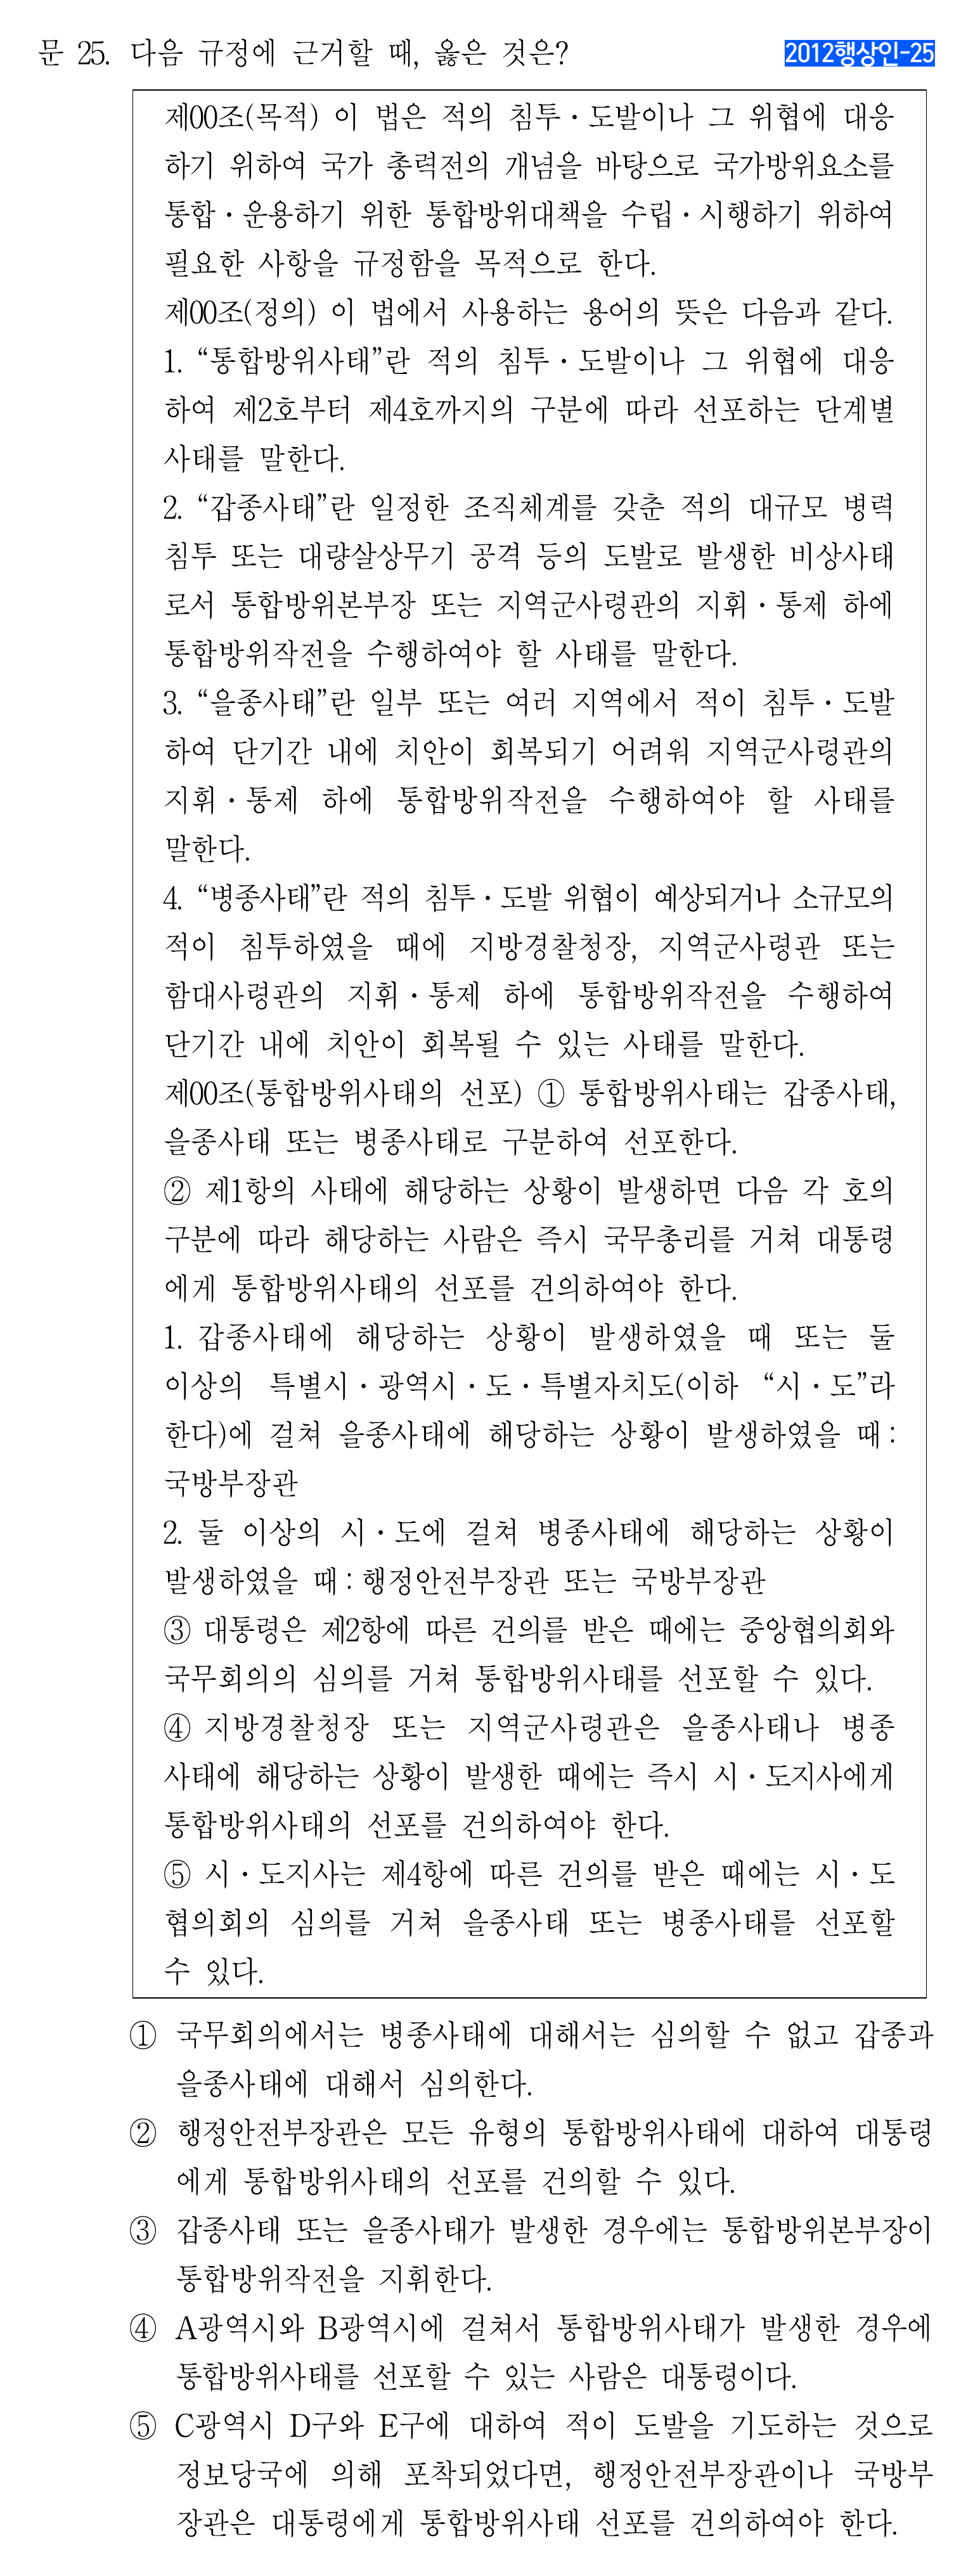 문 25. 다음 규정에 근거할 때, 옳은 것은?
2012행상인-25
제00조(목적) 이 법은 적의 침투·도발이나 그 위협에 대응
하기 위하여 국가 총력전의 개념을 바탕으로 국가방위요소를
통합·운용하기 위한 통합방위대책을 수립·시행하기 위하여
필요한 사항을 규정함을 목적으로 한다.
제00조(정의) 이 법에서 사용하는 용어의 뜻은 다음과 같다.
1. “통합방위사태”란 적의 침투·도발이나 그 위협에 대응
하여 제2호부터 제4호까지의 구분에 따라 선포하는 단계별
사태를 말한다.
2. “갑종사태”란 일정한 조직체계를 갖춘 적의 대규모 병력
침투 또는 대량살상무기 공격 등의 도발로 발생한 비상사태
로서 통합방위본부장 또는 지역군사령관의 지휘·통제 하에
통합방위작전을 수행하여야 할 사태를 말한다.
3. “을종사태”란 일부 또는 여러 지역에서 적이 침투·도발
하여 단기간 내에 치안이 회복되기 어려워 지역군사령관의
지휘·통제 하에 통합방위작전을 수행하여야 할 사태를
말한다.
4. “병종사태”란 적의 침투·도발 위협이 예상되거나 소규모의
적이 침투하였을 때에 지방경찰청장, 지역군사령관 또는
함대사령관의 지휘·통제 하에 통합방위작전을 수행하여
단기간 내에 치안이 회복될 수 있는 사태를 말한다.
제00조(통합방위사태의 선포) ① 통합방위사태는 갑종사태,
을종사태 또는 병종사태로 구분하여 선포한다.
② 제1항의 사태에 해당하는 상황이 발생하면 다음 각 호의
구분에 따라 해당하는 사람은 즉시 국무총리를 거쳐 대통령
에게 통합방위사태의 선포를 건의하여야 한다.
1. 갑종사태에 해당하는 상황이 발생하였을 때 또는 둘
이상의 특별시·광역시·도·특별자치도(이하 “시·도”라
한다)에 걸쳐 을종사태에 해당하는 상황이 발생하였을 때 :
국방부장관
2. 둘 이상의 시·도에 걸쳐 병종사태에 해당하는 상황이
발생하였을 때 : 행정안전부장관 또는 국방부장관
③ 대통령은 제2항에 따른 건의를 받은 때에는 중앙협의회와
국무회의의 심의를 거쳐 통합방위사태를 선포할 수 있다.
④ 지방경찰청장 또는 지역군사령관은 을종사태나 병종
사태에 해당하는 상황이 발생한 때에는 즉시 시·도지사에게
통합방위사태의 선포를 건의하여야 한다.
⑤ 시·도지사는 제4항에 따른 건의를 받은 때에는 시·도
협의회의 심의를 거쳐 을종사태 또는 병종사태를 선포할
수 있다.
① 국무회의에서는 병종사태에 대해서는 심의할 수 없고 갑종과
을종사태에 대해서 심의한다.
② 행정안전부장관은 모든 유형의 통합방위사태에 대하여 대통령
에게 통합방위사태의 선포를 건의할 수 있다.
③ 갑종사태 또는 을종사태가 발생한 경우에는 통합방위본부장이
통합방위작전을 지휘한다.
④ A광역시와 B광역시에 걸쳐서 통합방위사태가 발생한 경우에
통합방위사태를 선포할 수 있는 사람은 대통령이다.
⑤ C광역시 D구와 E구에 대하여 적이 도발을 기도하는 것으로
정보당국에 의해 포착되었다면, 행정안전부장관이나 국방부
장관은 대통령에게 통합방위사태 선포를 건의하여야 한다.